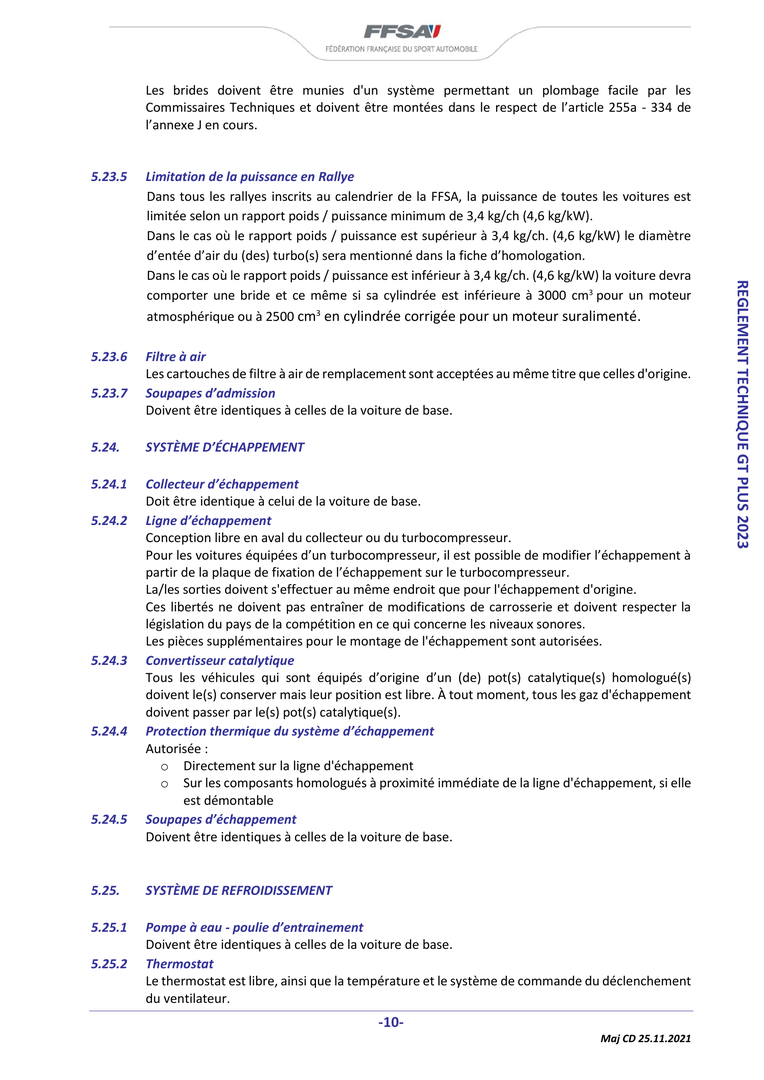 FFSA
FÉDÉRATION FRANÇAISE DU SPORT AUTOMOBILE
Les brides doivent être munies d'un système permettant un plombage facile par les
Commissaires Techniques et doivent être montées dans le respect de l’article 255a - 334 de
l’annexe J en cours.
5.23.5 Limitation de la puissance en Rallye
Dans tous les rallyes inscrits au calendrier de la FFSA, la puissance de toutes les voitures est
limitée selon un rapport poids / puissance minimum de 3,4 kg/ch (4,6 kg/kW).
Dans le cas où le rapport poids / puissance est supérieur à 3,4 kg/ch. (4,6 kg/kW) le diamètre
d’entée d’air du (des) turbo(s) sera mentionné dans la fiche d’homologation.
Dans le cas où le rapport poids / puissance est inférieur à 3,4 kg/ch. (4,6 kg/kW) la voiture devra
comporter une bride et ce même si sa cylindrée est inférieure à 3000 cm³ pour un moteur
atmosphérique ou à 2500 cm³ en cylindrée corrigée pour un moteur suralimenté.
5.23.6 Filtre à air
Les cartouches de filtre à air de remplacement sont acceptées au même titre que celles d'origine.
5.23.7 Soupapes d’admission
Doivent être identiques à celles de la voiture de base.
5.24. SYSTÈME D’ÉCHAPPEMENT
5.24.1 Collecteur d’échappement
Doit être identique à celui de la voiture de base.
5.24.2 Ligne d’échappement
Conception libre en aval du collecteur ou du turbocompresseur.
Pour les voitures équipées d’un turbocompresseur, il est possible de modifier l’échappement à
partir de la plaque de fixation de l’échappement sur le turbocompresseur.
La/les sorties doivent s'effectuer au même endroit que pour l'échappement d'origine.
Ces libertés ne doivent pas entraîner de modifications de carrosserie et doivent respecter la
législation du pays de la compétition en ce qui concerne les niveaux sonores.
Les pièces supplémentaires pour le montage de l'échappement sont autorisées.
5.24.3 Convertisseur catalytique
Tous les véhicules qui sont équipés d’origine d’un (de) pot(s) catalytique(s) homologué(s)
doivent le(s) conserver mais leur position est libre. À tout moment, tous les gaz d'échappement
doivent passer par le(s) pot(s) catalytique(s).
5.24.4 Protection thermique du système d’échappement
Autorisée :
o Directement sur la ligne d'échappement
o Sur les composants homologués à proximité immédiate de la ligne d'échappement, si elle
est démontable
5.24.5 Soupapes d’échappement
Doivent être identiques à celles de la voiture de base.
5.25. SYSTÈME DE REFROIDISSEMENT
5.25.1 Pompe à eau - poulie d’entrainement
Doivent être identiques à celles de la voiture de base.
5.25.2 Thermostat
Le thermostat est libre, ainsi que la température et le système de commande du déclenchement
du ventilateur.
REGLEMENT TECHNIQUE GT PLUS 2023
-10-
Maj CD 25.11.2021